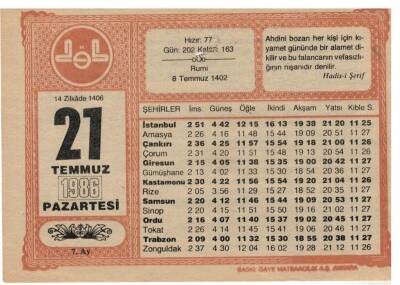 Hızır: 77
Gün: 202 Kalan: 163
Rumi
8 Temmuz 1402
Ahdini bozan her kişi için kı-
yamet gününde bir alamet di-
kilir ve bu falancanın vefasızlı-
ğının nişanıdır denilir.
Hadis-i Şerif
14 Zilkâde 1406
21
TEMMUZ
1986
PAZARTESİ
7. Ay
ŞEHİRLER İms. Güneş Öğle İkindi Akşam Yatsı Kıble S.
İstanbul 2 51 4 42 12 15 16 13 19 38 21 20 11 25
Amasya 2 26 4 16 11 48 15 44 19 09 20 51 11 27
Çankırı 2 36 4 25 11 57 15 54 19 18 21 00 11 26
Çorum 2 31 4 20 11 51 15 48 19 13 20 54 11 27
Giresun 2 15 4 05 11 38 15 35 19 00 20 42 11 27
Gümüşhane 2 13 4 02 11 33 15 30 18 54 20 35 11 27
Kastamonu 2 30 4 22 11 56 15 54 19 20 21 04 11 26
Rize 2 05 3 56 11 29 15 27 18 52 20 35 11 27
Samsun 2 20 4 12 11 46 15 44 19 09 20 53 11 27
Sinop 2 20 4 15 11 51 15 50 19 16 21 02 11 27
Ordu 2 16 4 07 11 40 15 37 19 02 20 45 11 27
Tokat 2 26 4 14 11 45 15 41 19 05 20 46 11 27
Trabzon 2 09 4 00 11 32 15 30 18 55 20 38 11 27
Zonguldak 2 37 4 30 12 04 16 02 19 28 21 12 11 26
GAYE MATBAACILIK A.Ş. ANKARA